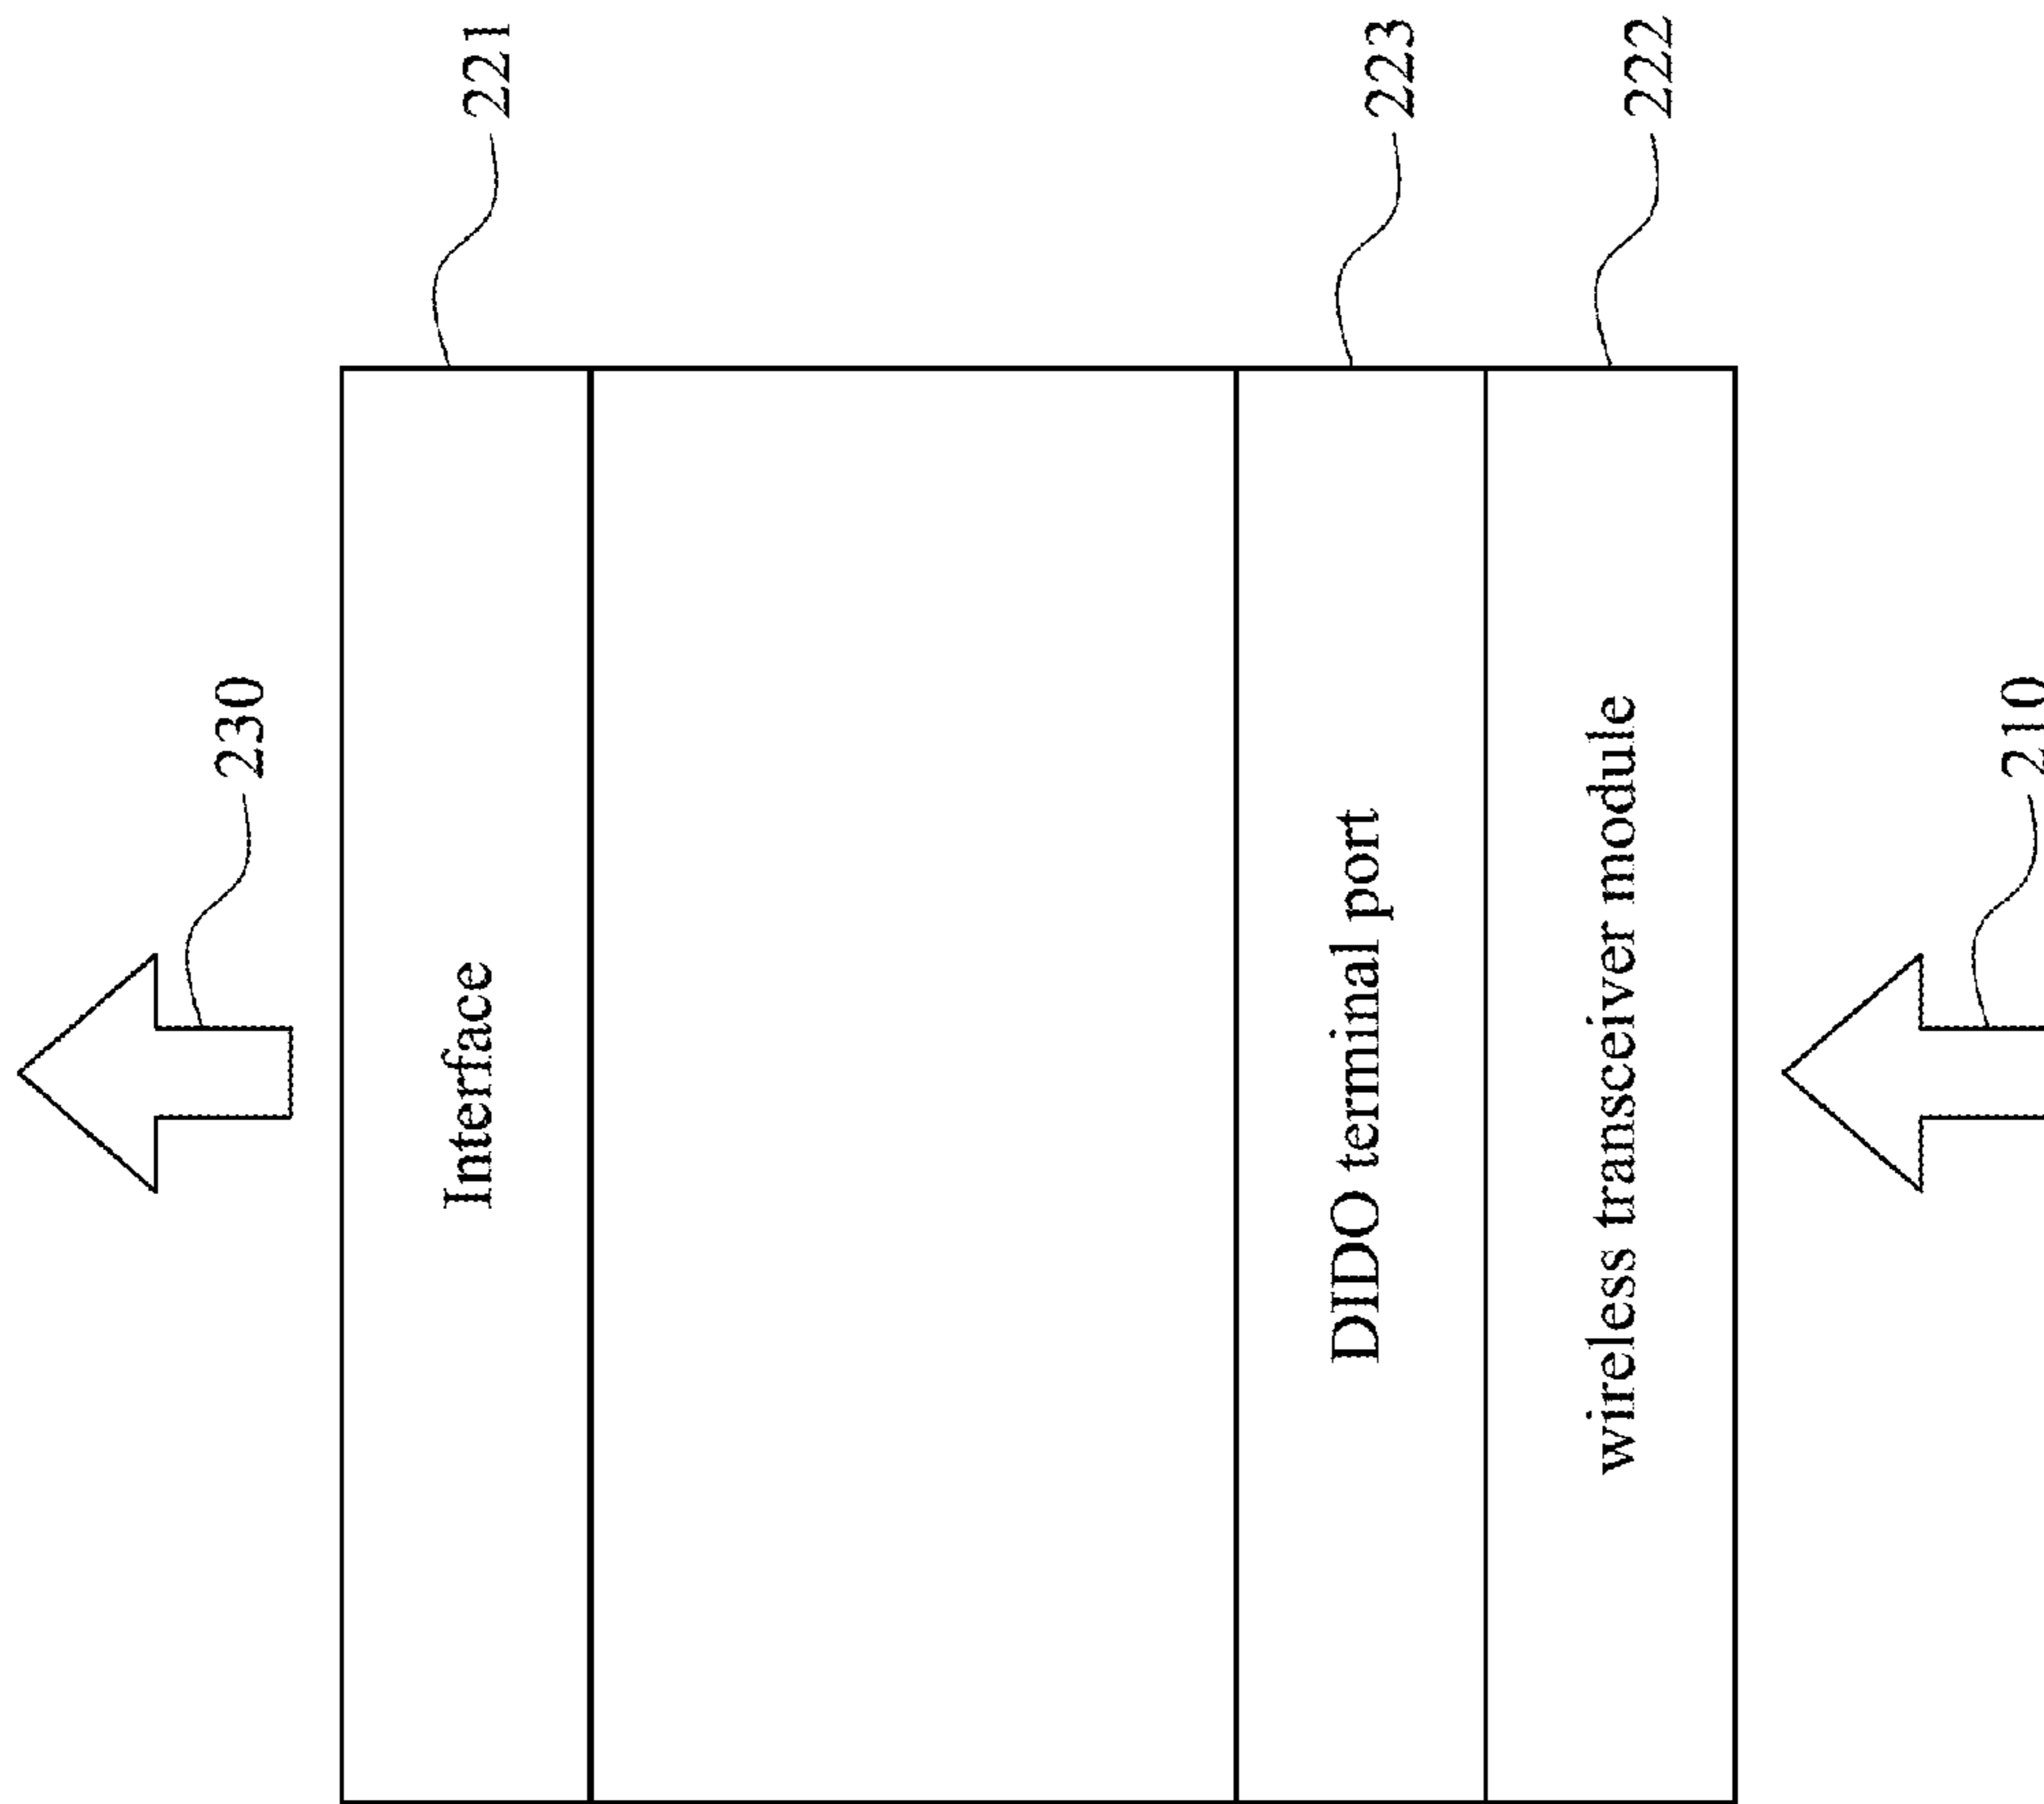 230
Interface
221
DIDO terminal port
223
wireless transceiver module
222
210